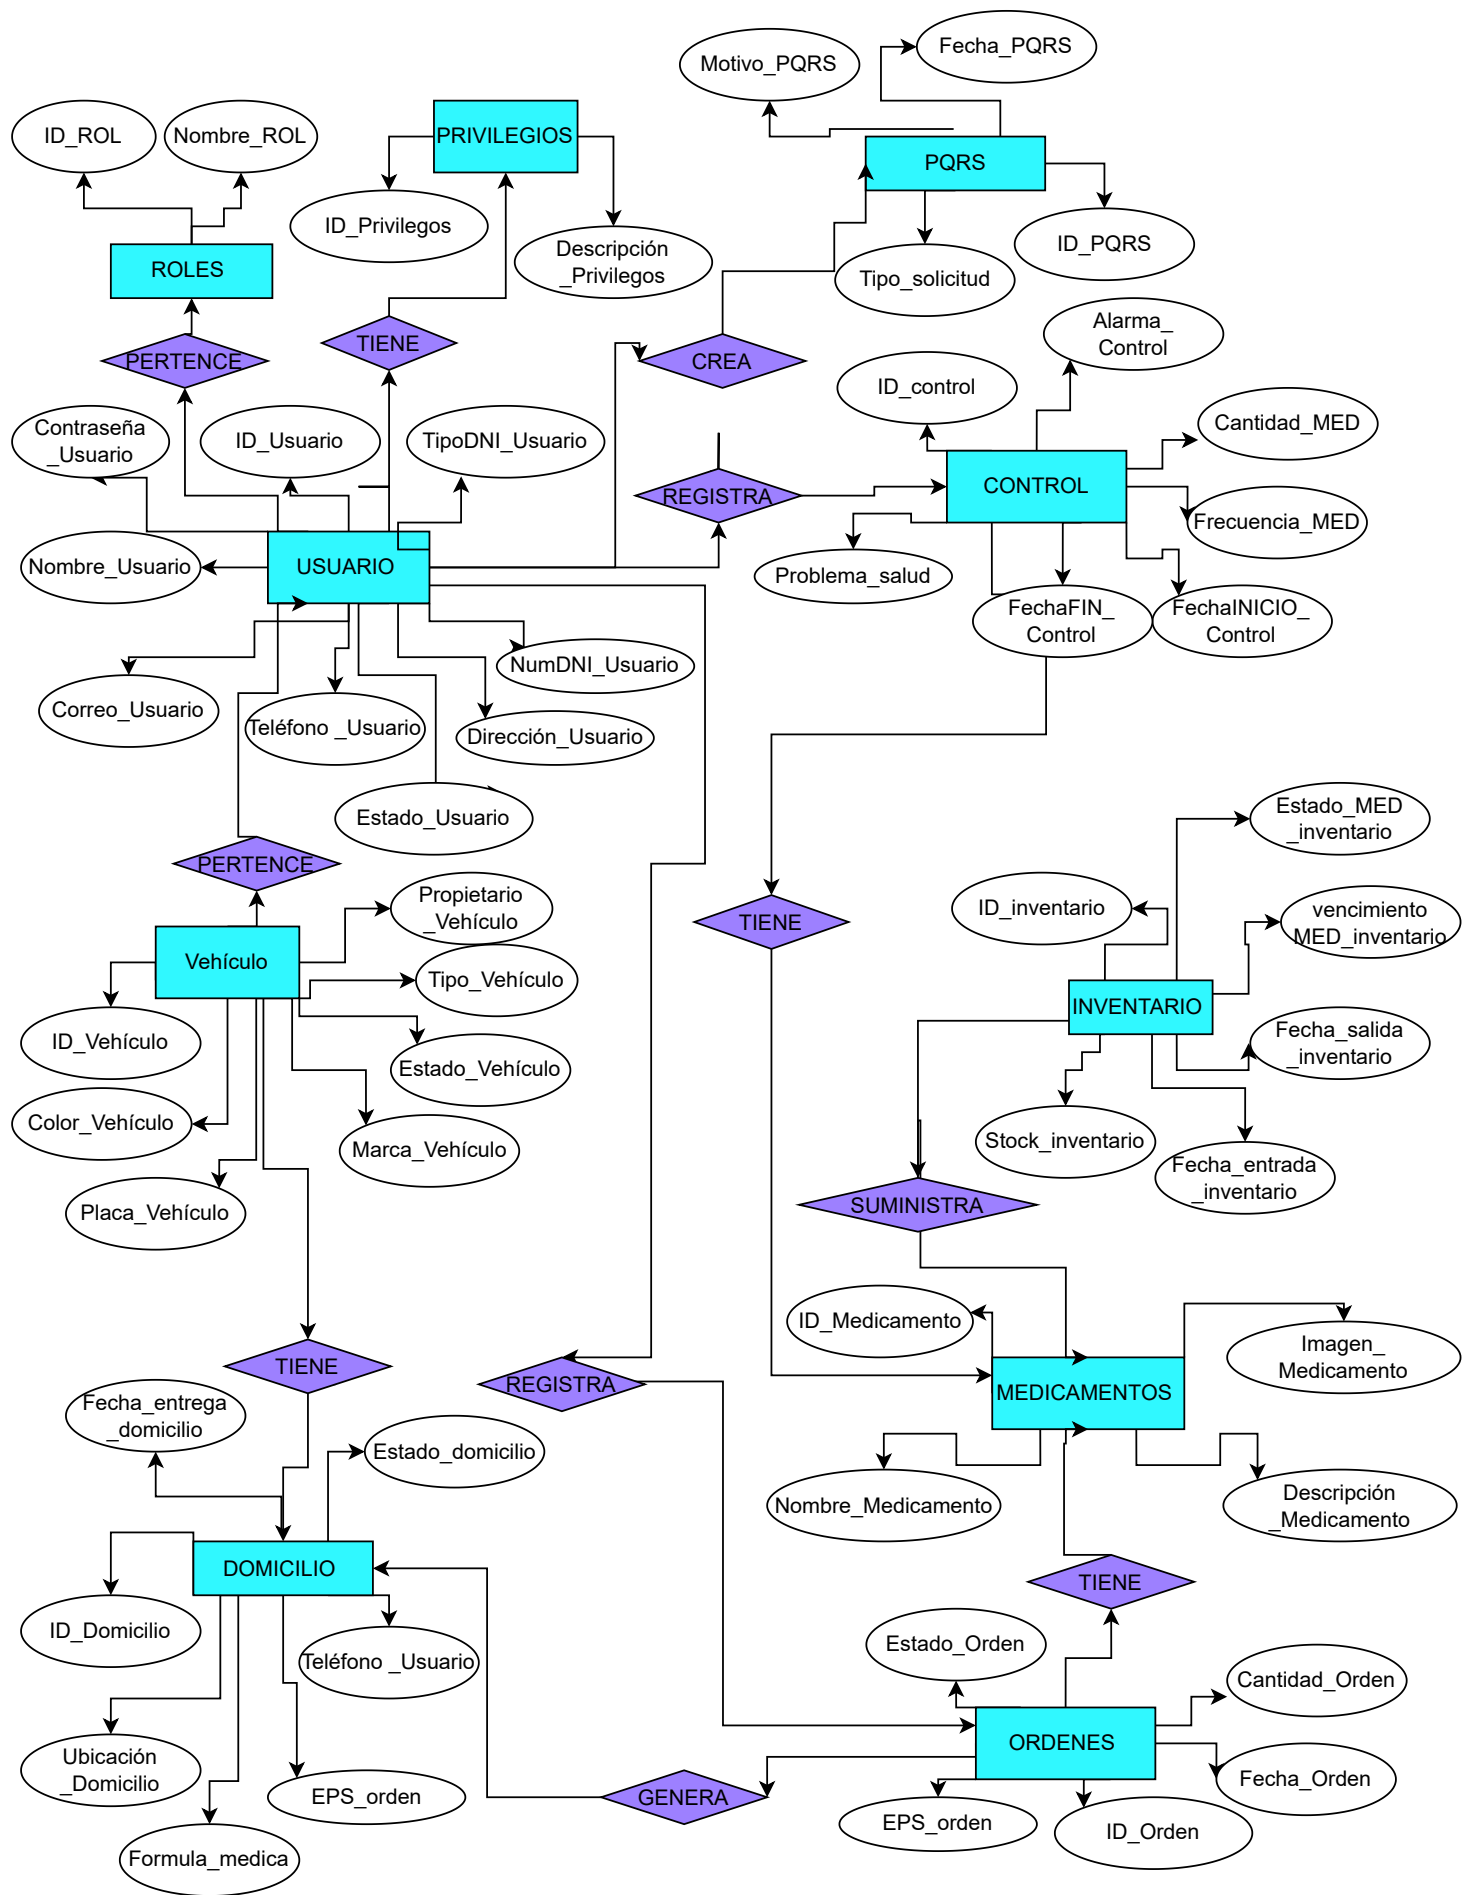 Fecha_PQRS
Motivo_PQRS
ID_ROL
Nombre_ROL
PRIVILEGIOS
PQRS
ID_Privilegos
Descripción
_Privilegos
ID_PQRS
ROLES
Tipo_solicitud
Alarma_
Control
PERTENCE
TIENE
CREA
ID_control
Cantidad_MED
Contraseña
_Usuario
ID_Usuario
TipoDNI_Usuario
REGISTRA
CONTROL
Frecuencia_MED
Nombre_Usuario
USUARIO
Problema_salud
FechaFIN_
Control
FechaINICIO_
Control
NumDNI_Usuario
Correo_Usuario
Teléfono _Usuario
Dirección_Usuario
Estado_Usuario
Estado_MED
_inventario
PERTENCE
Propietario
_Vehículo
TIENE
ID_inventario
vencimiento
MED_inventario
Vehículo
Tipo_Vehículo
INVENTARIO
ID_Vehículo
Estado_Vehículo
Fecha_salida
_inventario
Color_Vehículo
Marca_Vehículo
Stock_inventario
Fecha_entrada
_inventario
Placa_Vehículo
SUMINISTRA
ID_Medicamento
Imagen_
Medicamento
TIENE
REGISTRA
MEDICAMENTOS
Fecha_entrega
_domicilio
Estado_domicilio
Nombre_Medicamento
Descripción
_Medicamento
DOMICILIO
TIENE
ID_Domicilio
Teléfono _Usuario
Estado_Orden
Cantidad_Orden
ORDENES
Ubicación
_Domicilio
EPS_orden
GENERA
Fecha_Orden
EPS_orden
ID_Orden
Formula_medica